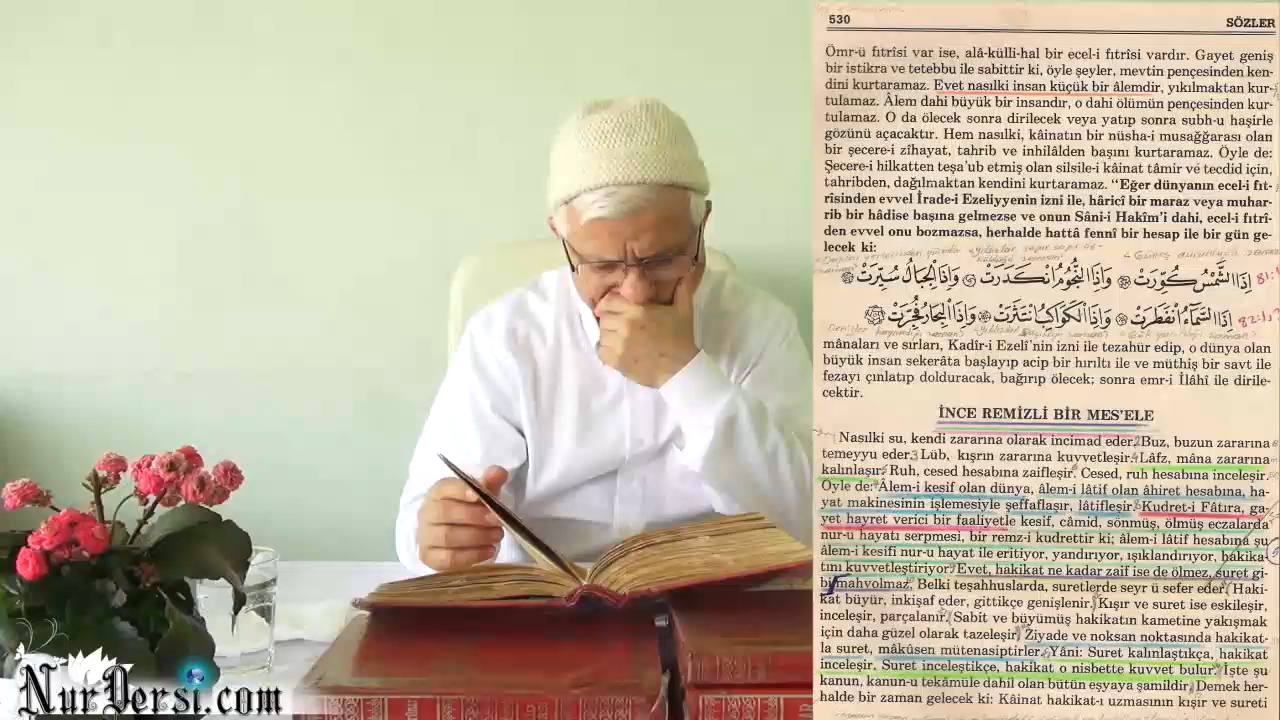 530
SÖZLER
Ömr-ü fıtrîsi var ise, alâ-külli-hal bir ecel-i fıtrîsi vardır. Gayet geniş
bir istikra ve tetebbu ile sabittir ki, öyle şeyler, mevtin pençesinden ken-
dini kurtaramaz. Evet nasılki insan küçük bir âlemdir, yıkılmaktan kur-
tulamaz. Âlem dahi büyük bir insandır, o dahi ölümün pençesinden kur-
tulamaz. O da ölecek sonra dirilecek veya yatıp sonra subh-u haşirle
gözünü açacaktır. Hem nasılki, kâinatın bir nüsha-i musağğarası olan
bir şecere-i zîhayat, tahrib ve inhilâlden başını kurtaramaz. Öyle de:
Şecere-i hilkatten teşa'ub etmiş olan silsile-i kâinat tâmir ve tecdid için,
tahribden, dağılmaktan kendini kurtaramaz. "Eğer dünyanın ecel-i fıt-
rîsinden evvel İrade-i Ezeliyyenin izni ile, hâricî bir maraz veya muhar-
rib bir hâdise başına gelmezse ve onun Sâni-i Hakîm'i dahi, ecel-i fıtrî-
den evvel onu bozmazsa, herhalde hattâ fennî bir hesap ile bir gün ge-
lecek ki:
اِذَا الشَّمْسُ كُوِّرَتْ وَاِذَا النُّجُومُ انْكَدَرَتْ وَاِذَا الْجِبَالُ سُيِّرَتْ
اِذَا السَّمَاءُ انْفَطَرَتْ وَاِذَا الْكَوَاكِبُ انْتَثَرَتْ وَاِذَا الْبِحَارُ فُجِّرَتْ
mânaları ve sırları, Kadîr-i Ezelî'nin izni ile tezahür edip, o dünya olan
büyük insan sekerâta başlayıp acip bir hırıltı ile ve müthiş bir savt ile
fezayı çınlatıp dolduracak, bağırıp ölecek; sonra emr-i İlâhî ile dirile-
cektir.
İNCE REMİZLİ BİR MES'ELE
Nasılki su, kendi zararına olarak incimad eder. Buz, buzun zararına
temeyyu eder. Lüb, kışrın zararına kuvvetleşir. Lâfz, mâna zararına
kalınlaşır. Ruh, cesed hesabına zaifleşir. Cesed, ruh hesabına inceleşir.
Öyle de: Âlem-i kesif olan dünya, âlem-i lâtif olan âhiret hesabına, ha-
yat makinesinin işlemesiyle şeffaflaşır, lâtifleşir. Kudret-i Fâtıra, ga-
yet hayret verici bir faaliyetle kesif, câmid, sönmüş, ölmüş eczalarda
nur-u hayatı serpmesi, bir remz-i kudrettir ki; âlem-i lâtif hesabına şu
âlem-i kesifi nur-u hayat ile eritiyor, yandırıyor, ışıklandırıyor, hakika-
tını kuvvetleştiriyor. Evet, hakikat ne kadar zaif ise de ölmez, suret gi-
bi mahvolmaz. Belki teşahhuslarda, suretlerde seyr ü sefer eder. Haki-
kat büyür, inkişaf eder, gittikçe genişlenir. Kışır ve suret ise eskileşir,
inceleşir, parçalanır. Sabit ve büyümüş hakikatın kametine yakışmak
için daha güzel olarak tazeleşir. Ziyade ve noksan noktasında hakikat-
la suret, mâkûsen mütenasiptirler. Yâni: Suret kalınlaştıkça, hakikat
inceleşir. Suret inceleştikçe, hakikat o nisbette kuvvet bulur. İşte şu
kanun, kanun-u tekâmüle dahil olan bütün eşyaya şamildir. Demek her-
halde bir zaman gelecek ki: Kâinat hakikat-ı uzmasının kışır ve sureti
NurDersi.com